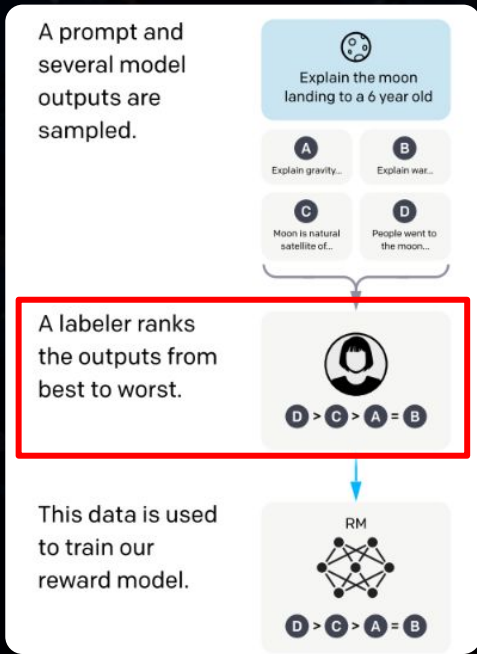 A prompt and
several model
outputs are
sampled.
Explain the moon
landing to a 6 year old
A
Explain gravity...
B
Explain war...
C
Moon is natural
satellite of...
D
People went to
the moon...
A labeler ranks
the outputs from
best to worst.
D > C > A = B
This data is used
to train our
reward model.
RM
D > C > A = B